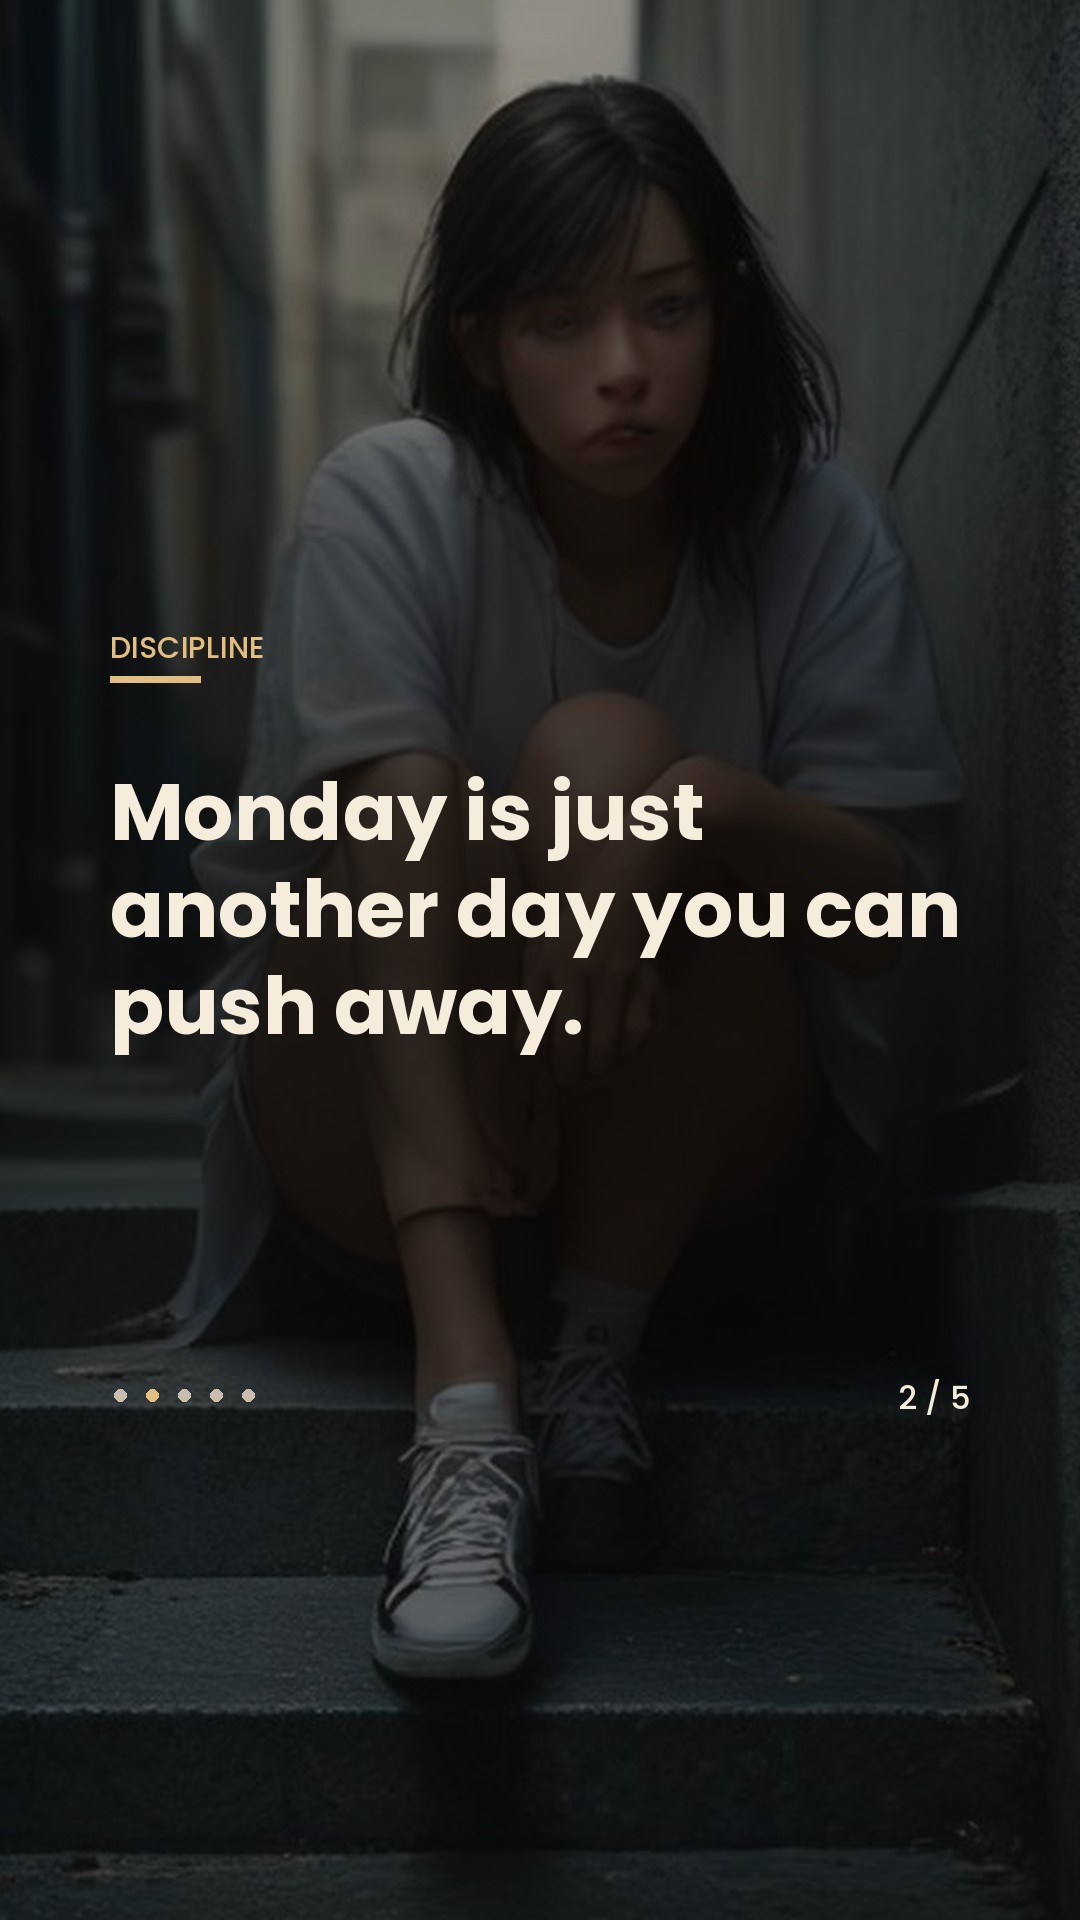 DISCIPLINE
Monday is just
another day you can
push away.
2 / 5